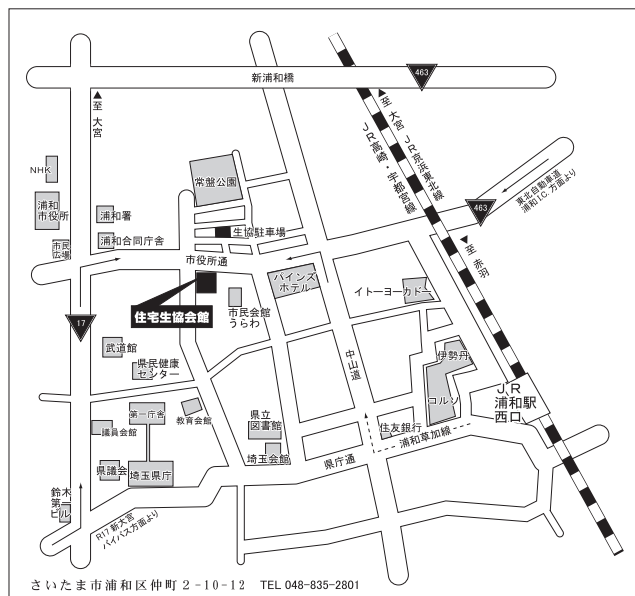 463
新浦和橋
▲至 大宮
▲至 大宮
JR京浜東北線
JR高崎・宇都宮線
NHK
浦和
市役所
浦和署
市民
広場
浦和合同庁舎
常盤公園
生協駐車場
市役所通
463
東北自動車道
浦和I.C.方面より
▼至 赤羽
パインズ
ホテル
イトーヨーカドー
住宅生協会館
市民会館
うらわ
17
武道館
県民健康
センター
中山道
伊勢丹
コルソ
JR
浦和駅
西口
議員会館
第一庁舎
教育会館
県立
図書館
埼玉会館
住友銀行
浦和草加線
県庁通
県議会
埼玉県庁
鈴木
第一
ビル
R17新大宮
バイパス方面より
さいたま市浦和区仲町2-10-12 TEL 048-835-2801